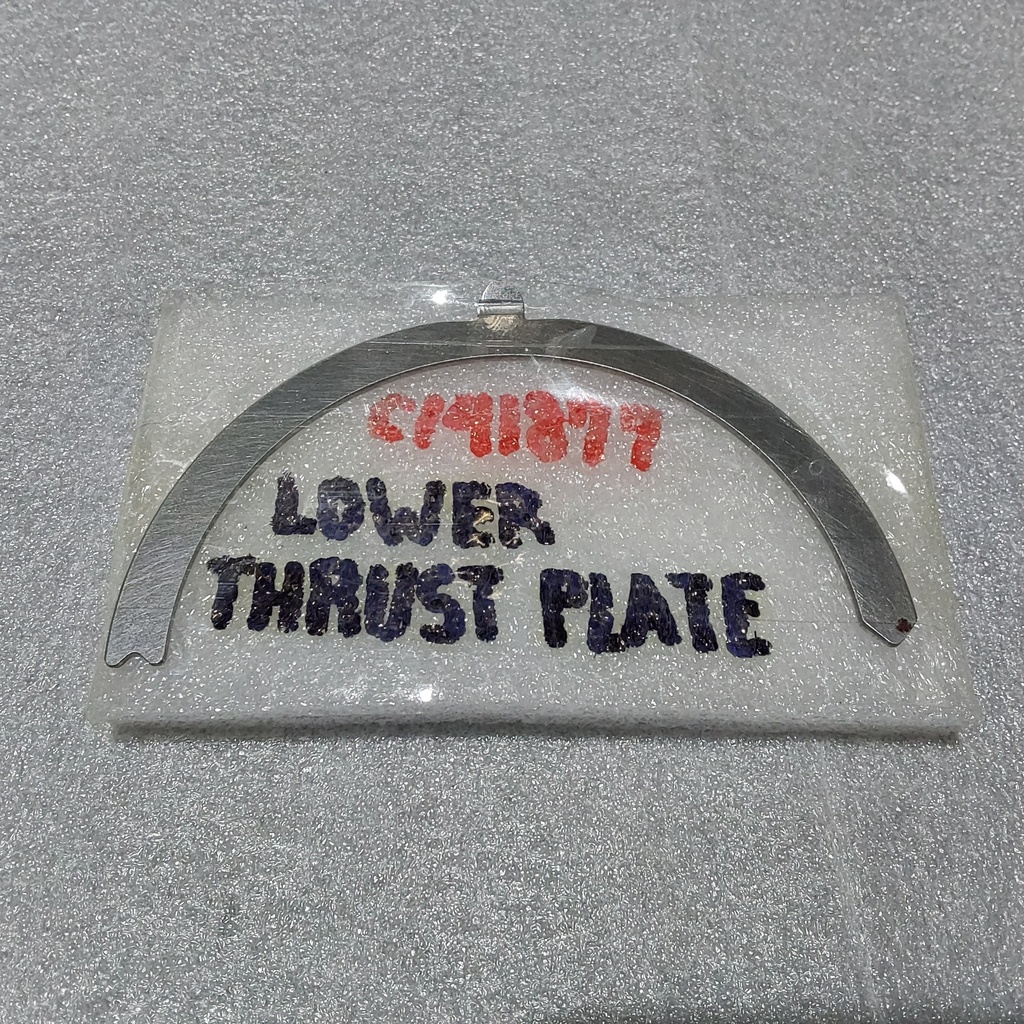 C191877
LOWER
THRUST PLATE